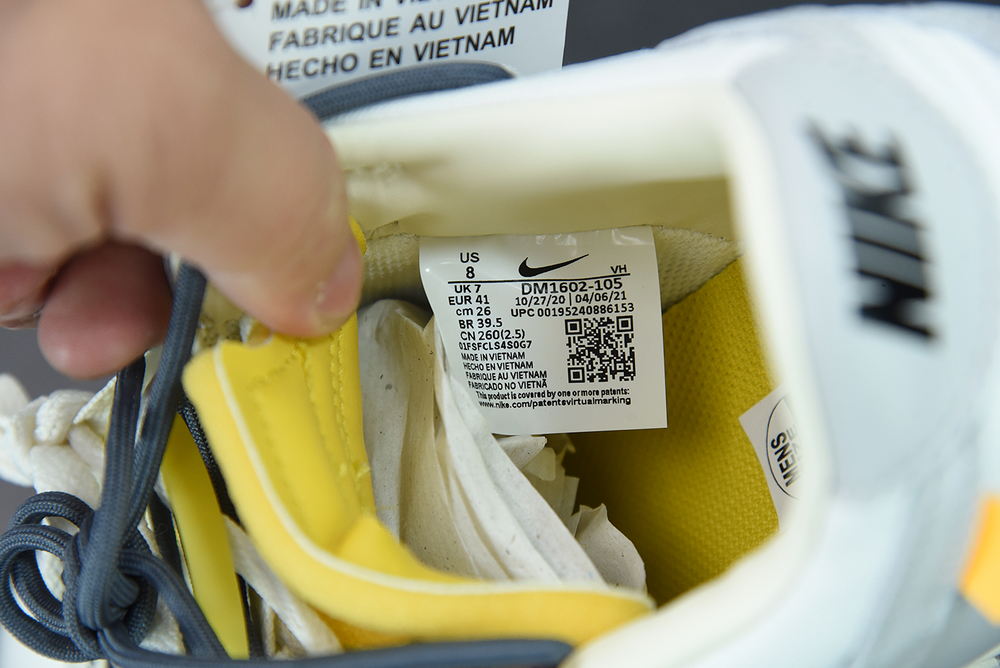 MADE IN VIETNAM
FABRIQUE AU VIETNAM
HECHO EN VIETNAM
NIKE
US
8
VH
UK 7
DM1602-105
EUR 41
10/27/20 | 04/06/21
cm 26
UPC 00195240886153
BR 39.5
CN 260(2.5)
01FSFCLS4S0G7
MADE IN VIETNAM
HECHO EN VIETNAM
FABRIQUE AU VIETNAM
FABRICADO NO VIETNÃ
This product is covered by one or more patents:
www.nike.com/patentsvirtualmarking
MENS